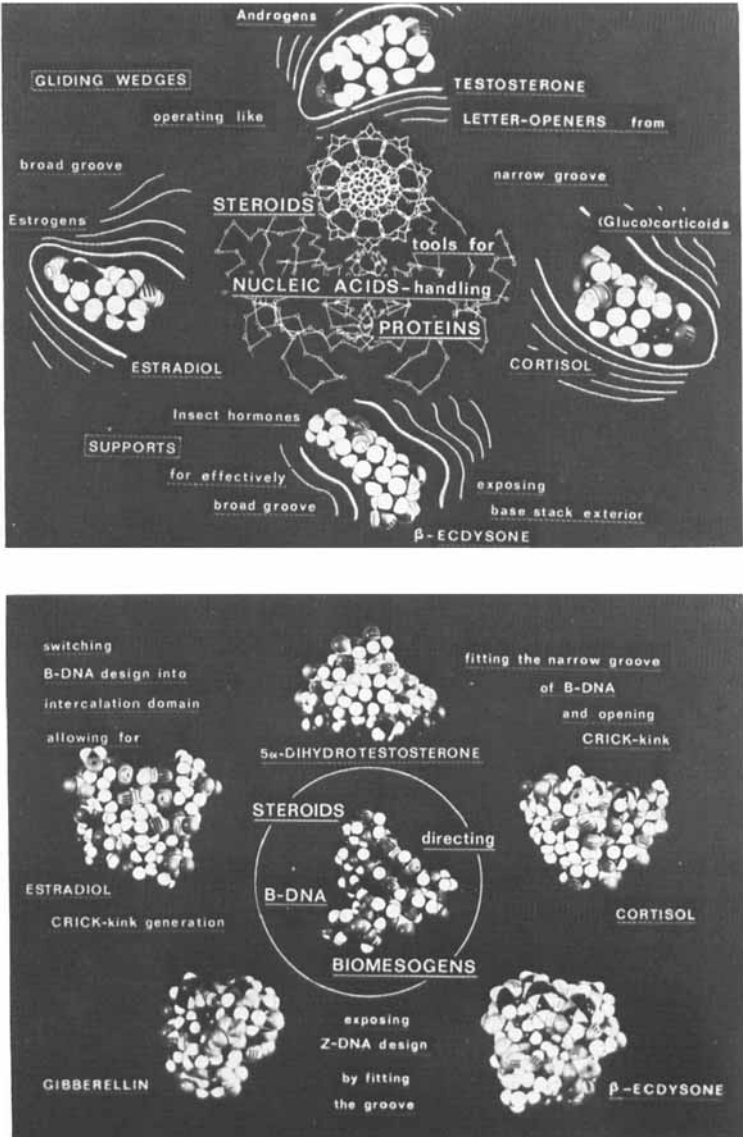 Androgens
GLIDING WEDGES
TESTOSTERONE
operating like
LETTER-OPENERS from
broad groove
narrow groove
STEROIDS
Estrogens
(Gluco)corticoids
tools for
NUCLEIC ACIDS-handling
PROTEINS
ESTRADIOL
CORTISOL
Insect hormones
SUPPORTS
for effectively
exposing
broad groove
base stack exterior
β-ECDYSONE
switching
B-DNA design into
intercalation domain
allowing for
fitting the narrow groove
of B-DNA
and opening
CRICK-kink
5α-DIHYDROTESTOSTERONE
STEROIDS
directing
B-DNA
ESTRADIOL
CORTISOL
CRICK-kink generation
BIOMESOGENS
exposing
Z-DNA design
GIBBERELLIN
by fitting
β-ECDYSONE
the groove